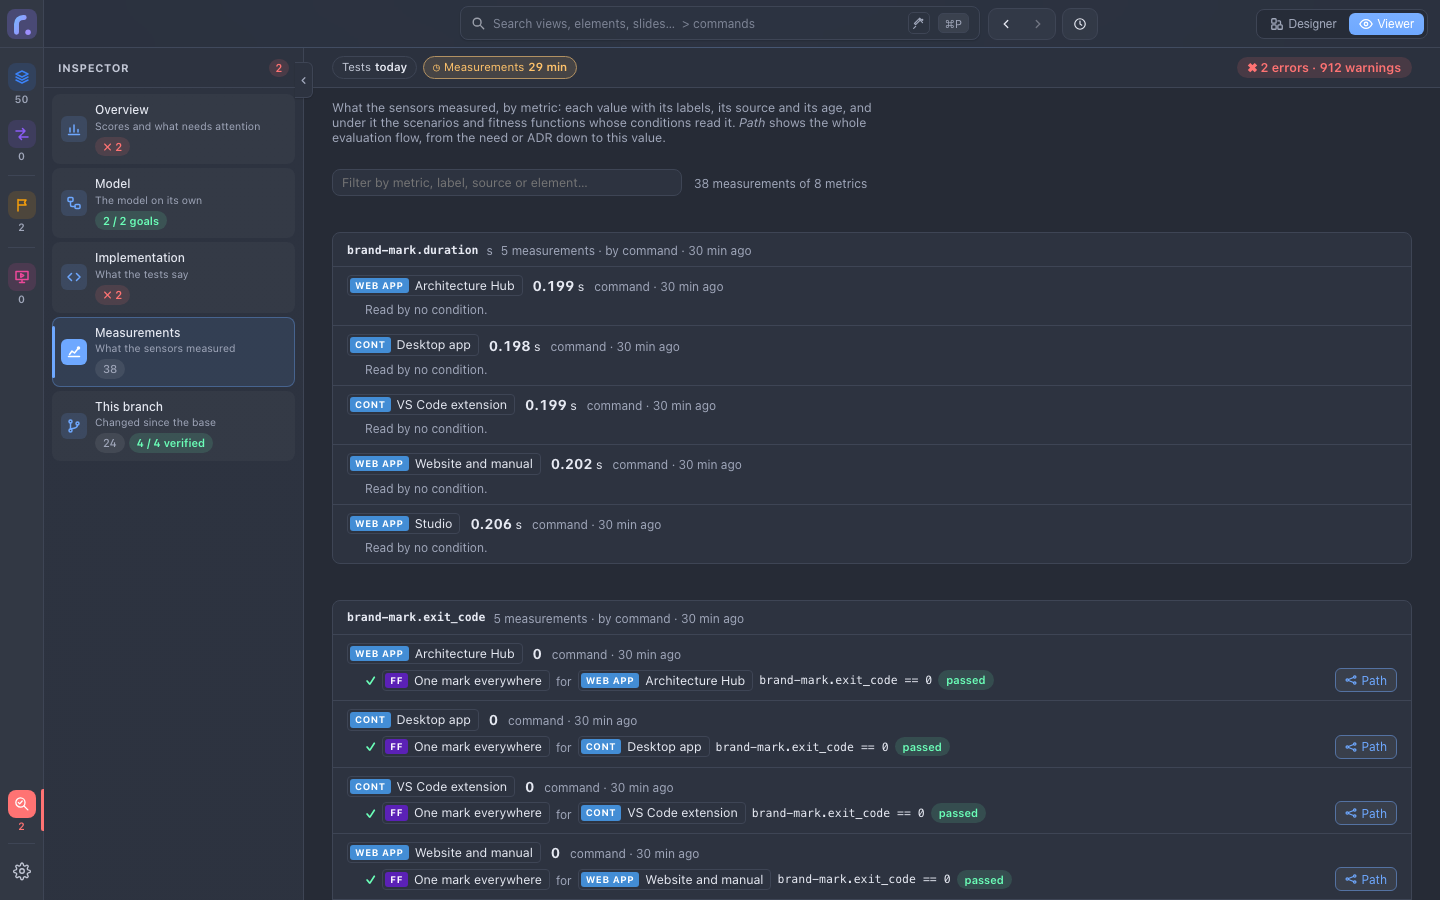 Search views, elements, slides... > commands
⌘P
Designer
Viewer
INSPECTOR
2
Tests today
Measurements 29 min
✖ 2 errors · 912 warnings
50
0
2
0
2
Overview
Scores and what needs attention
✕ 2
Model
The model on its own
2 / 2 goals
Implementation
What the tests say
✕ 2
Measurements
What the sensors measured
38
This branch
Changed since the base
24
4 / 4 verified
What the sensors measured, by metric: each value with its labels, its source and its age, and
under it the scenarios and fitness functions whose conditions read it. Path shows the whole
evaluation flow, from the need or ADR down to this value.
Filter by metric, label, source or element...
38 measurements of 8 metrics
brand-mark.duration s 5 measurements · by command · 30 min ago
WEB APP Architecture Hub 0.199 s command · 30 min ago
Read by no condition.
CONT Desktop app 0.198 s command · 30 min ago
Read by no condition.
CONT VS Code extension 0.199 s command · 30 min ago
Read by no condition.
WEB APP Website and manual 0.202 s command · 30 min ago
Read by no condition.
WEB APP Studio 0.206 s command · 30 min ago
Read by no condition.
brand-mark.exit_code 5 measurements · by command · 30 min ago
WEB APP Architecture Hub 0 command · 30 min ago
✓ FF One mark everywhere for WEB APP Architecture Hub brand-mark.exit_code == 0 passed Path
CONT Desktop app 0 command · 30 min ago
✓ FF One mark everywhere for CONT Desktop app brand-mark.exit_code == 0 passed Path
CONT VS Code extension 0 command · 30 min ago
✓ FF One mark everywhere for CONT VS Code extension brand-mark.exit_code == 0 passed Path
WEB APP Website and manual 0 command · 30 min ago
✓ FF One mark everywhere for WEB APP Website and manual brand-mark.exit_code == 0 passed Path